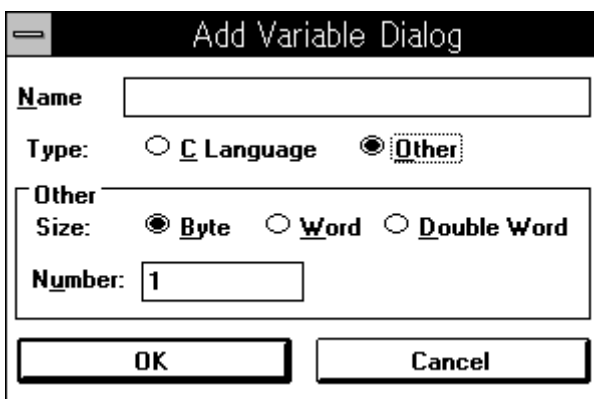 Add Variable Dialog
Name
Type: C Language Other
Other
Size: Byte Word Double Word
Number: 1
OK Cancel